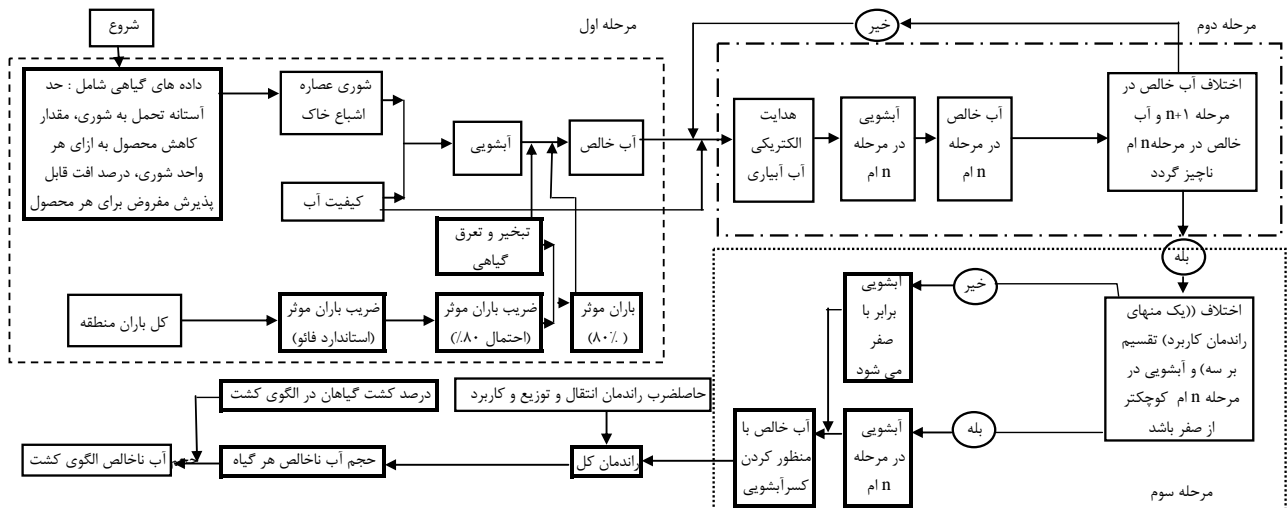 شروع
مرحله اول
داده های گیاهی شامل : حد
آستانه تحمل به شوری، مقدار
کاهش محصول به ازای هر
واحد شوری، درصد افت قابل
پذیرش مفروض برای هر محصول
شوری عصاره
اشباع خاک
کیفیت آب
آبشویی
آب خالص
تبخیر و تعرق
گیاهی
کل باران منطقه
ضریب باران موثر
(استاندارد فائو)
ضریب باران موثر
(احتمال ۸۰٪)
باران موثر
(۸۰٪ )
مرحله دوم
خیر
هدایت
الکتریکی
آب آبیاری
آبشویی
در مرحله
n ام
آب خالص
در مرحله
n ام
اختلاف آب خالص در
مرحله n+۱ و آب
خالص در مرحلهn ام
ناچیز گردد
بله
اختلاف ((یک منهای
راندمان کاربرد) تقسیم
بر سه) و آبشویی در
مرحله n ام کوچکتر
از صفر باشد
خیر
آبشویی
برابر با
صفر
می شود
بله
آبشویی
در مرحله
n ام
آب خالص با
منظور کردن
کسرآبشویی
مرحله سوم
حاصلضرب راندمان انتقال و توزیع و کاربرد
راندمان کل
حجم آب ناخالص هر گیاه
درصد کشت گیاهان در الگوی کشت
آب ناخالص الگوی کشت